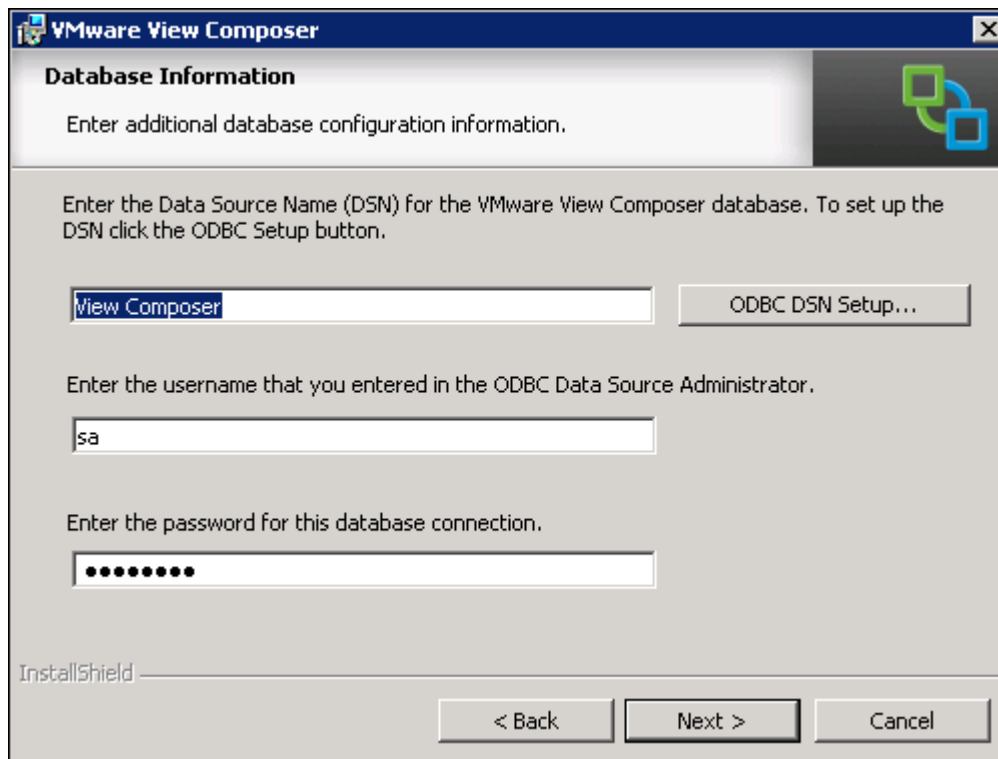 VMware View Composer
Database Information
Enter additional database configuration information.
Enter the Data Source Name (DSN) for the VMware View Composer database. To set up the
DSN click the ODBC Setup button.
View Composer
ODBC DSN Setup...
Enter the username that you entered in the ODBC Data Source Administrator.
sa
Enter the password for this database connection.
••••••••
InstallShield
< Back
Next >
Cancel